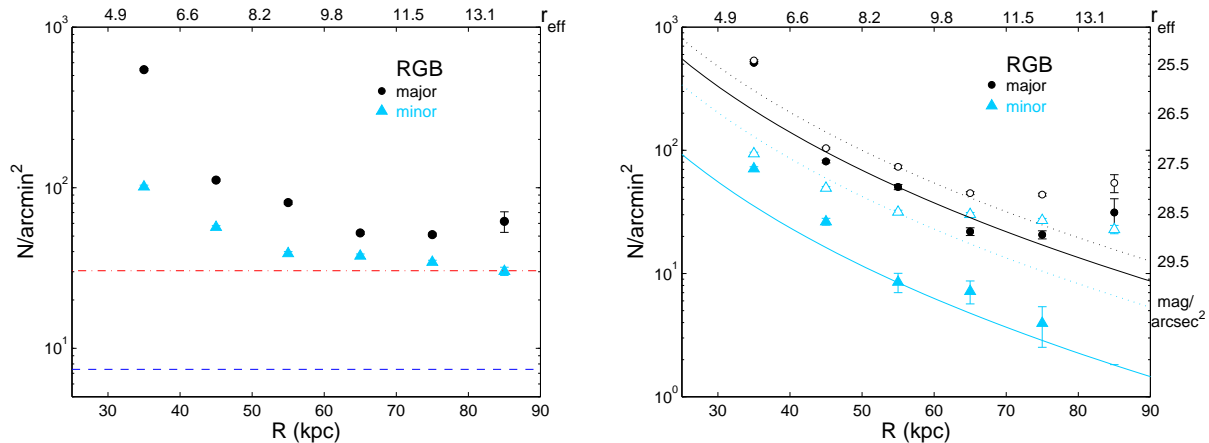 4.9 6.6 8.2 9.8 11.5 13.1 r_eff
10^3
10^2
10^1
N/arcmin^2
RGB
major
minor
30 40 50 60 70 80 90
R (kpc)
4.9 6.6 8.2 9.8 11.5 13.1 r_eff
10^3
10^2
10^1
10^0
N/arcmin^2
RGB
major
minor
25.5
26.5
27.5
28.5
29.5
mag/
arcsec^2
30 40 50 60 70 80 90
R (kpc)